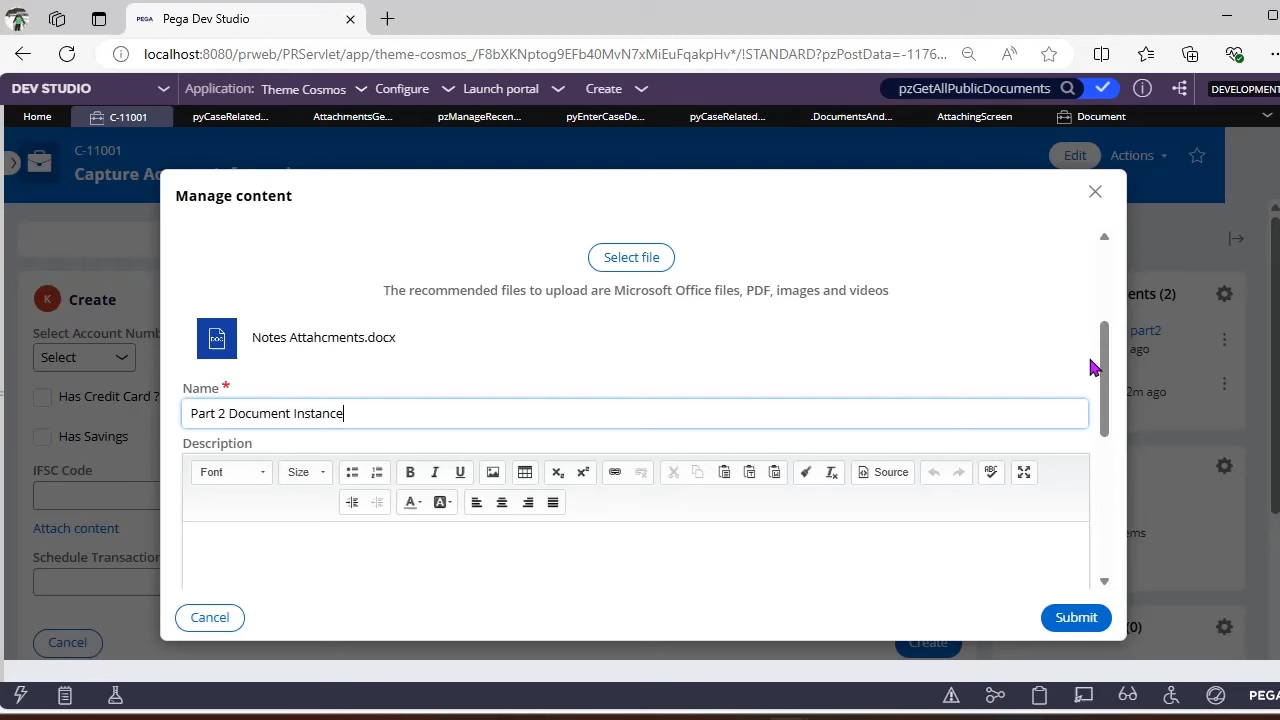 PEGA Pega Dev Studio
localhost:8080/prweb/PRServlet/app/theme-cosmos_/F8bXKNptog9EFb40MvN7xMiEuFqakpHv*/!STANDARD?pzPostData=-1176...
DEV STUDIO Application: Theme Cosmos Configure Launch portal Create pzGetAllPublicDocuments DEVELOPMENT
Home C-11001 pyCaseRelated... AttachmentsGe... pzManageRecen... pyEnterCaseDe... pyCaseRelated... .DocumentsAnd... AttachingScreen Document
C-11001 Edit Actions
Manage content
Select file
The recommended files to upload are Microsoft Office files, PDF, images and videos
K Create
Select Account Numb
Select
Has Credit Card ?
Has Savings
IFSC Code
Attach content
Schedule Transaction
Cancel
DOC Notes Attahcments.docx
Name *
Part 2 Document Instance
Description
Font Size B I U Source ABC
A A
Cancel Submit
ents (2)
part2
ago
2m ago
ems
(0)
Create
PEGA